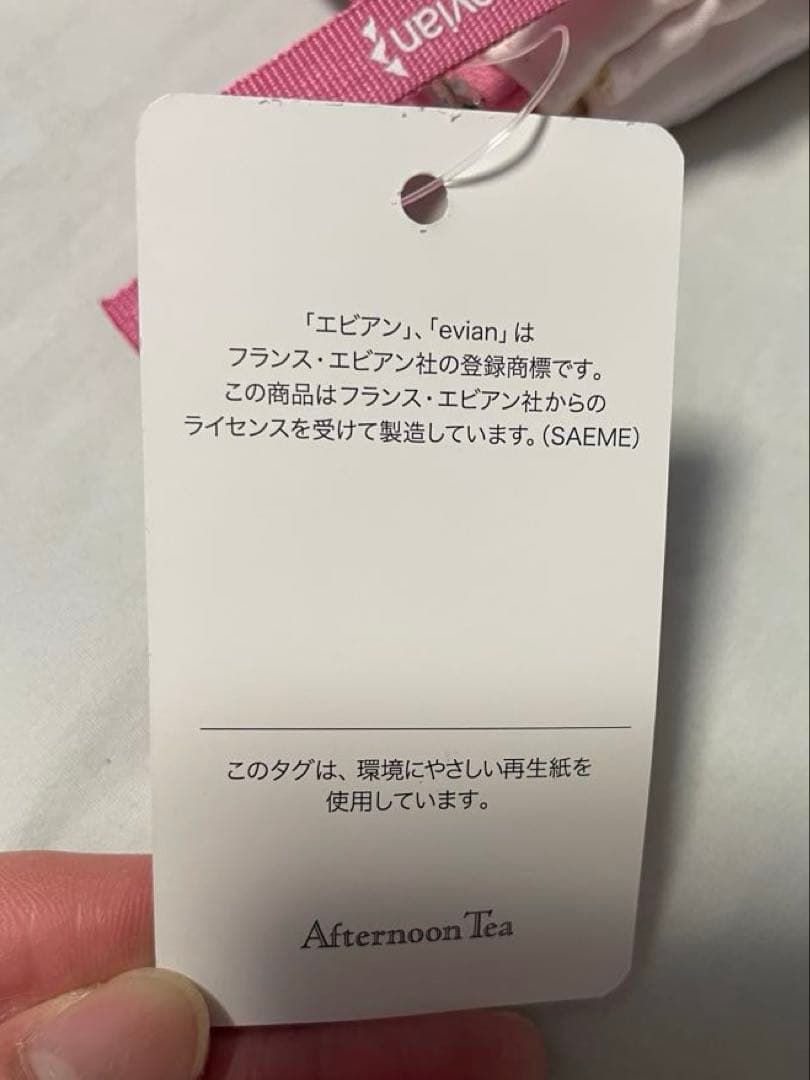 evian
「エビアン」、「evian」は
フランス・エビアン社の登録商標です。
この商品はフランス・エビアン社からの
ライセンスを受けて製造しています。(SAEME)
このタグは、環境にやさしい再生紙を
使用しています。
Afternoon Tea